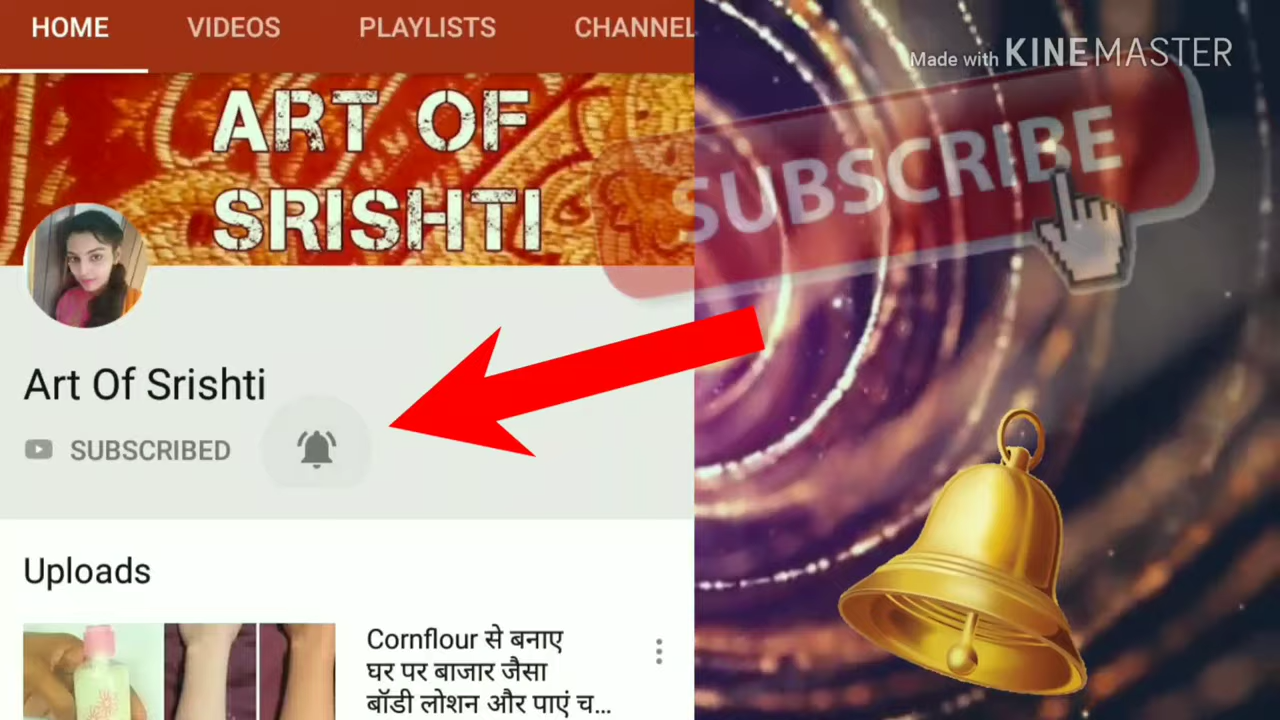 HOME VIDEOS PLAYLISTS CHANNEL
Made with KINEMASTER
ART OF
SRISHTI
SUBSCRIBE
Art Of Srishti
SUBSCRIBED
Uploads
Cornflour से बनाए
घर पर बाजार जैसा
बॉडी लोशन और पाएं च...